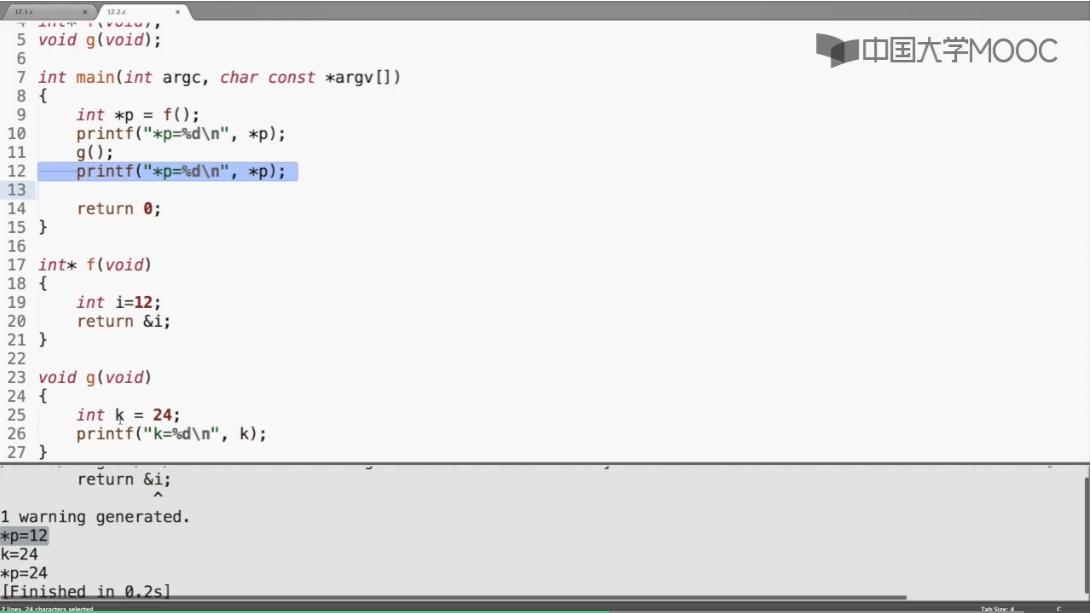 12.1.c × 12.2.c ×
4 int* f(void);
5 void g(void);
6
7 int main(int argc, char const *argv[])
8 {
9 int *p = f();
10 printf("*p=%d\n", *p);
11 g();
12 printf("*p=%d\n", *p);
13
14 return 0;
15 }
16
17 int* f(void)
18 {
19 int i=12;
20 return &i;
21 }
22
23 void g(void)
24 {
25 int k = 24;
26 printf("k=%d\n", k);
27 }
中国大学MOOC
return &i;
^
1 warning generated.
*p=12
k=24
*p=24
[Finished in 0.2s]
2 lines, 24 characters selected Tab Size: 4 C